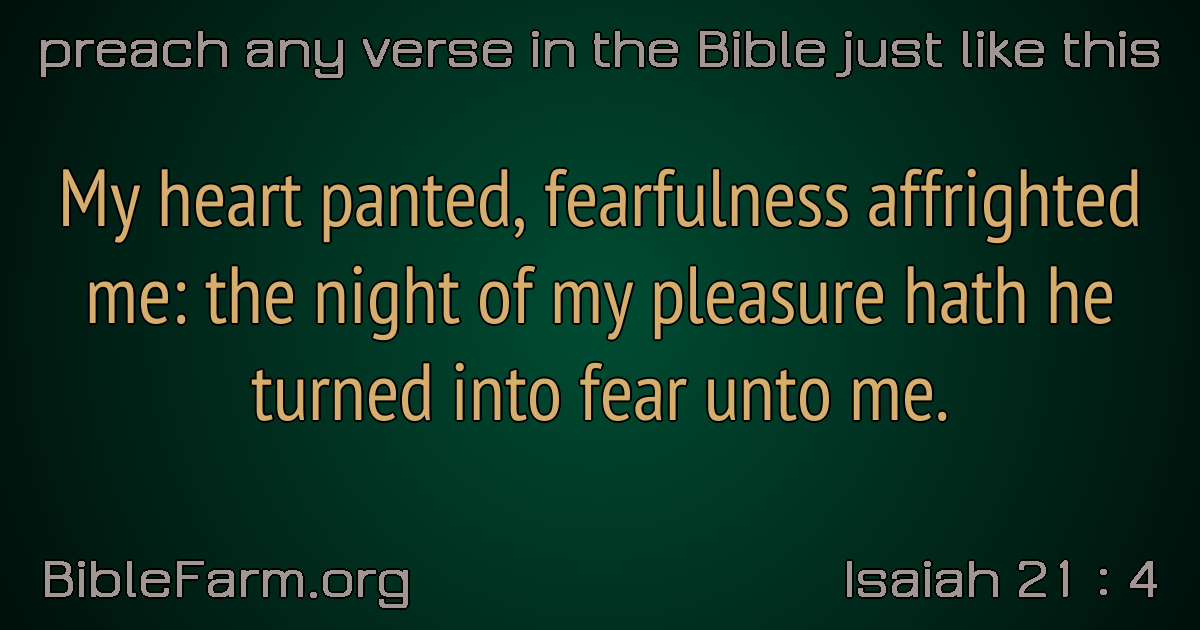 preach any verse in the Bible just like this
My heart panted, fearfulness affrighted
me: the night of my pleasure hath he
turned into fear unto me.
BibleFarm.org
Isaiah 21 : 4